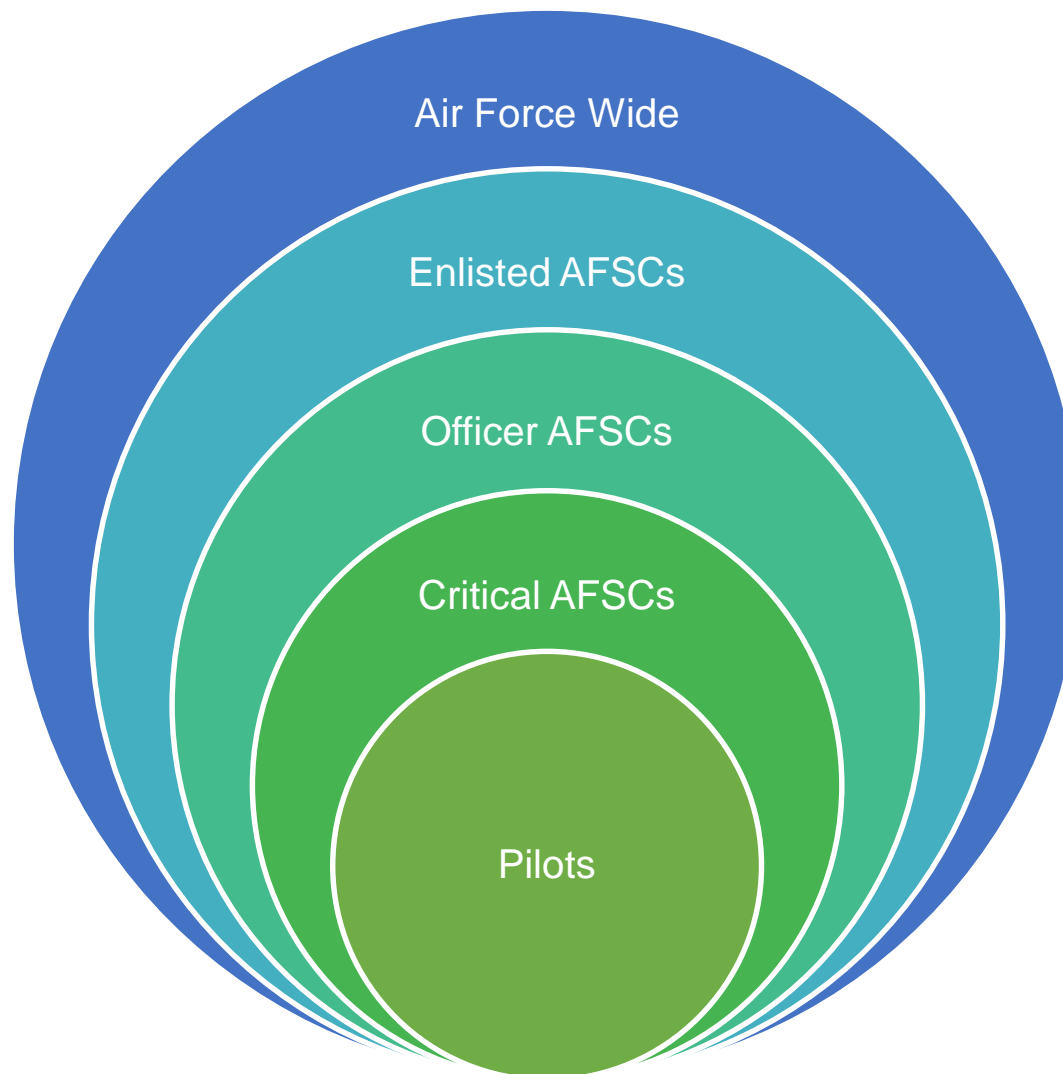 Air Force Wide
Enlisted AFSCs
Officer AFSCs
Critical AFSCs
Pilots